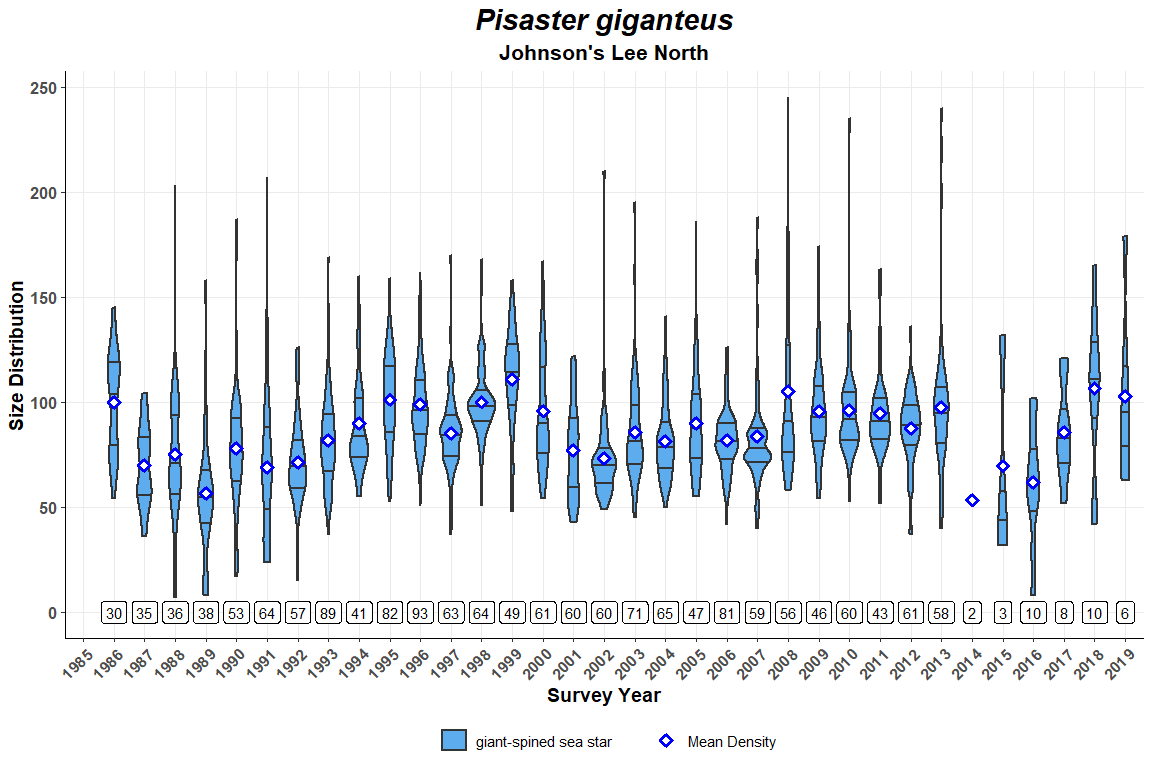 Pisaster giganteus
Johnson's Lee North
Size Distribution
250
200
150
100
50
0
30 35 36 38 53 64 57 89 41 82 93 63 64 49 61 60 60 71 65 47 81 59 56 46 60 43 61 58 2 3 10 8 10 6
1985 1986 1987 1988 1989 1990 1991 1992 1993 1994 1995 1996 1997 1998 1999 2000 2001 2002 2003 2004 2005 2006 2007 2008 2009 2010 2011 2012 2013 2014 2015 2016 2017 2018 2019
Survey Year
giant-spined sea star Mean Density